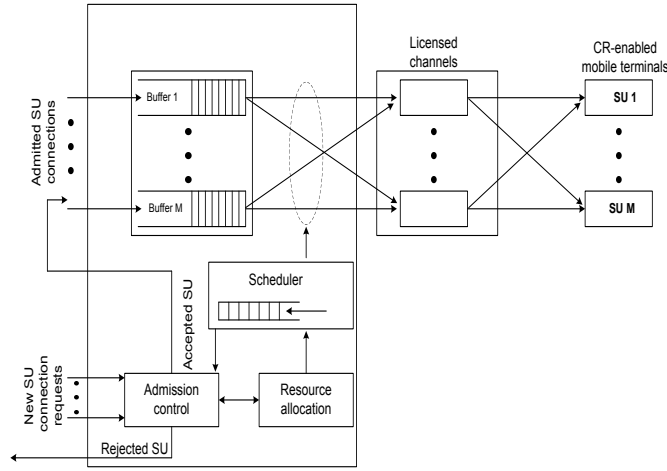 Licensed
channels
CR-enabled
mobile terminals
Admitted SU
connections
Buffer 1
SU 1
Buffer M
SU M
Scheduler
Accepted SU
New SU
connection
requests
Admission
control
Resource
allocation
Rejected SU